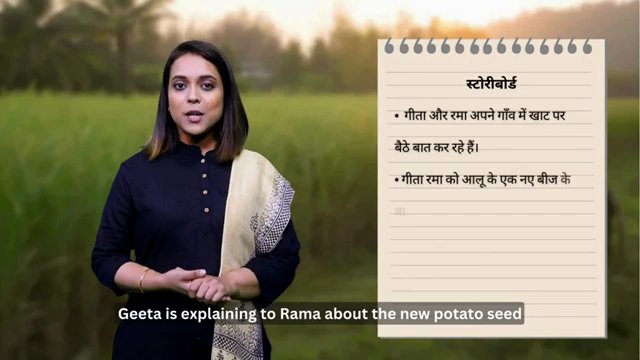 स्टोरीबोर्ड
• गीता और रमा अपने गाँव में खाट पर
बैठे बात कर रहे हैं।
• गीता रमा को आलू के एक नए बीज के
Geeta is explaining to Rama about the new potato seed